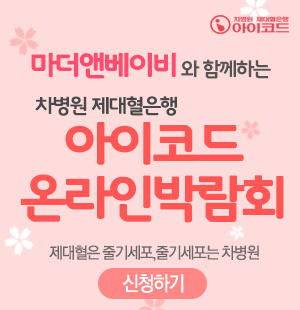 차병원 제대혈은행
아이코드
마더앤베이비 와 함께하는
차병원 제대혈은행
아이코드
온라인박람회
제대혈은 줄기세포,줄기세포는 차병원
신청하기